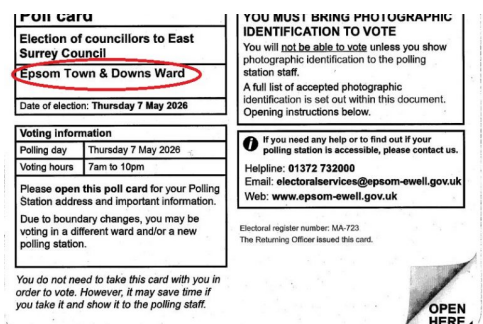 Poll card
Election of councillors to East
Surrey Council
Epsom Town & Downs Ward
Date of election: Thursday 7 May 2026
Voting information
Polling day Thursday 7 May 2026
Voting hours 7am to 10pm
Please open this poll card for your Polling
Station address and important information.
Due to boundary changes, you may be
voting in a different ward and/or a new
polling station.
You do not need to take this card with you in
order to vote. However, it may save time if
you take it and show it to the polling staff.
YOU MUST BRING PHOTOGRAPHIC
IDENTIFICATION TO VOTE
You will not be able to vote unless you show
photographic identification to the polling
station staff.
A full list of accepted photographic
identification is set out within this document.
Opening instructions below.
If you need any help or to find out if your
polling station is accessible, please contact us.
Helpline: 01372 732000
Email: electoralservices@epsom-ewell.gov.uk
Web: www.epsom-ewell.gov.uk
Electoral register number: MA-723
The Returning Officer issued this card.
OPEN
HERE